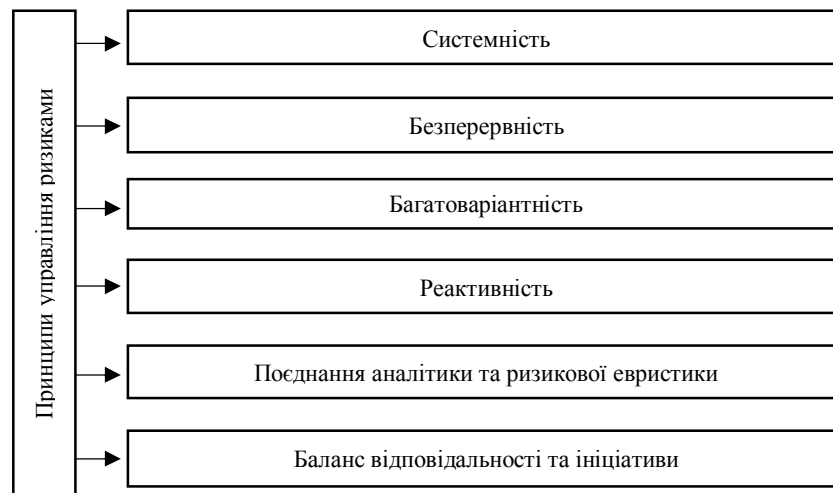 Принципи управління ризиками
Системність
Безперервність
Багатоваріантність
Реактивність
Поєднання аналітики та ризикової евристики
Баланс відповідальності та ініціативи